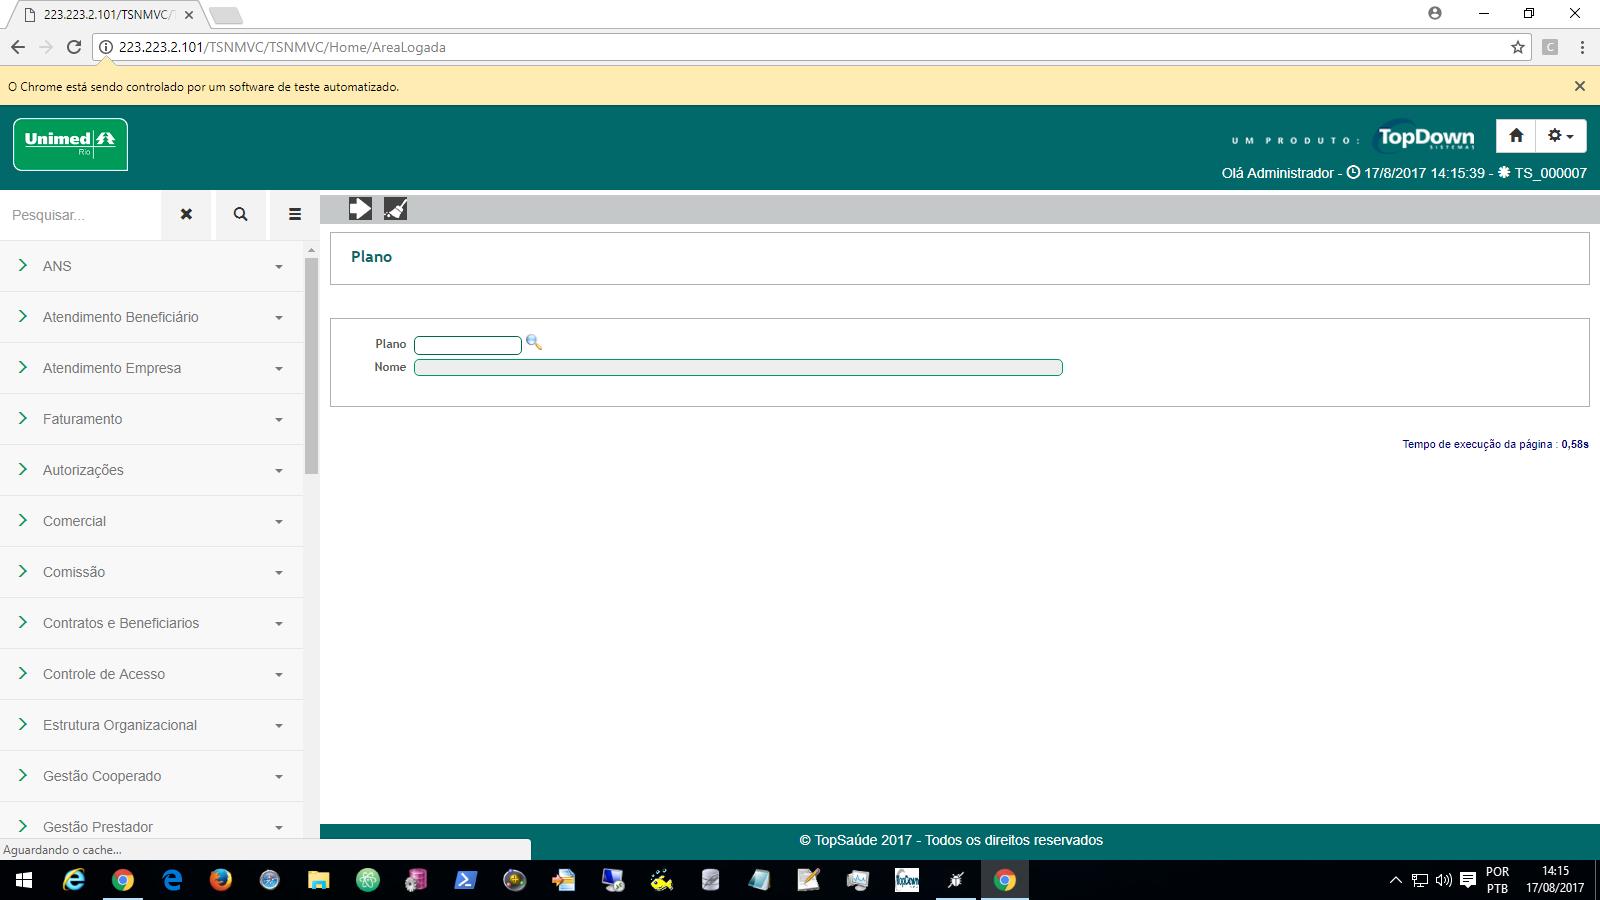 223.223.2.101/TSNMVC/
223.223.2.101/TSNMVC/TSNMVC/Home/AreaLogada
C
O Chrome está sendo controlado por um software de teste automatizado.
Unimed
Rio
UM PRODUTO:
TopDown
SISTEMAS
Olá Administrador - 17/8/2017 14:15:39 - TS_000007
Pesquisar...
ANS
Atendimento Beneficiário
Atendimento Empresa
Faturamento
Autorizações
Comercial
Comissão
Contratos e Beneficiarios
Controle de Acesso
Estrutura Organizacional
Gestão Cooperado
Gestão Prestador
Plano
Plano
Nome
Tempo de execução da página : 0,58s
© TopSaúde 2017 - Todos os direitos reservados
Aguardando o cache...
TopDown
POR
PTB
14:15
17/08/2017